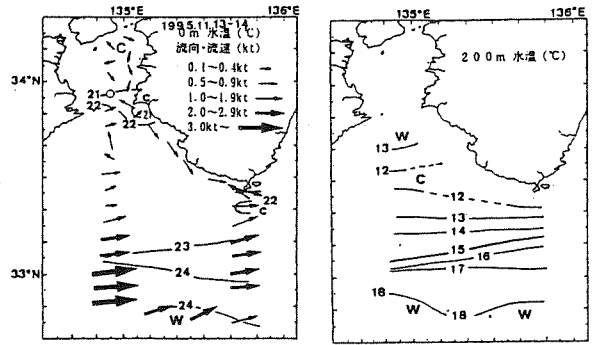 135°E
136°E
1995.11.13-14
0m 水温 (℃)
流向・流速 (kt)
0.1~0.4kt
0.5~0.9kt
1.0~1.9kt
2.0~2.9kt
3.0kt~
34°N
33°N
C
21
22
C
21
22
22
C
23
24
24
W
135°E
136°E
200m 水温 (℃)
W
13
12
C
12
13
14
15
16
17
18
W
18
W